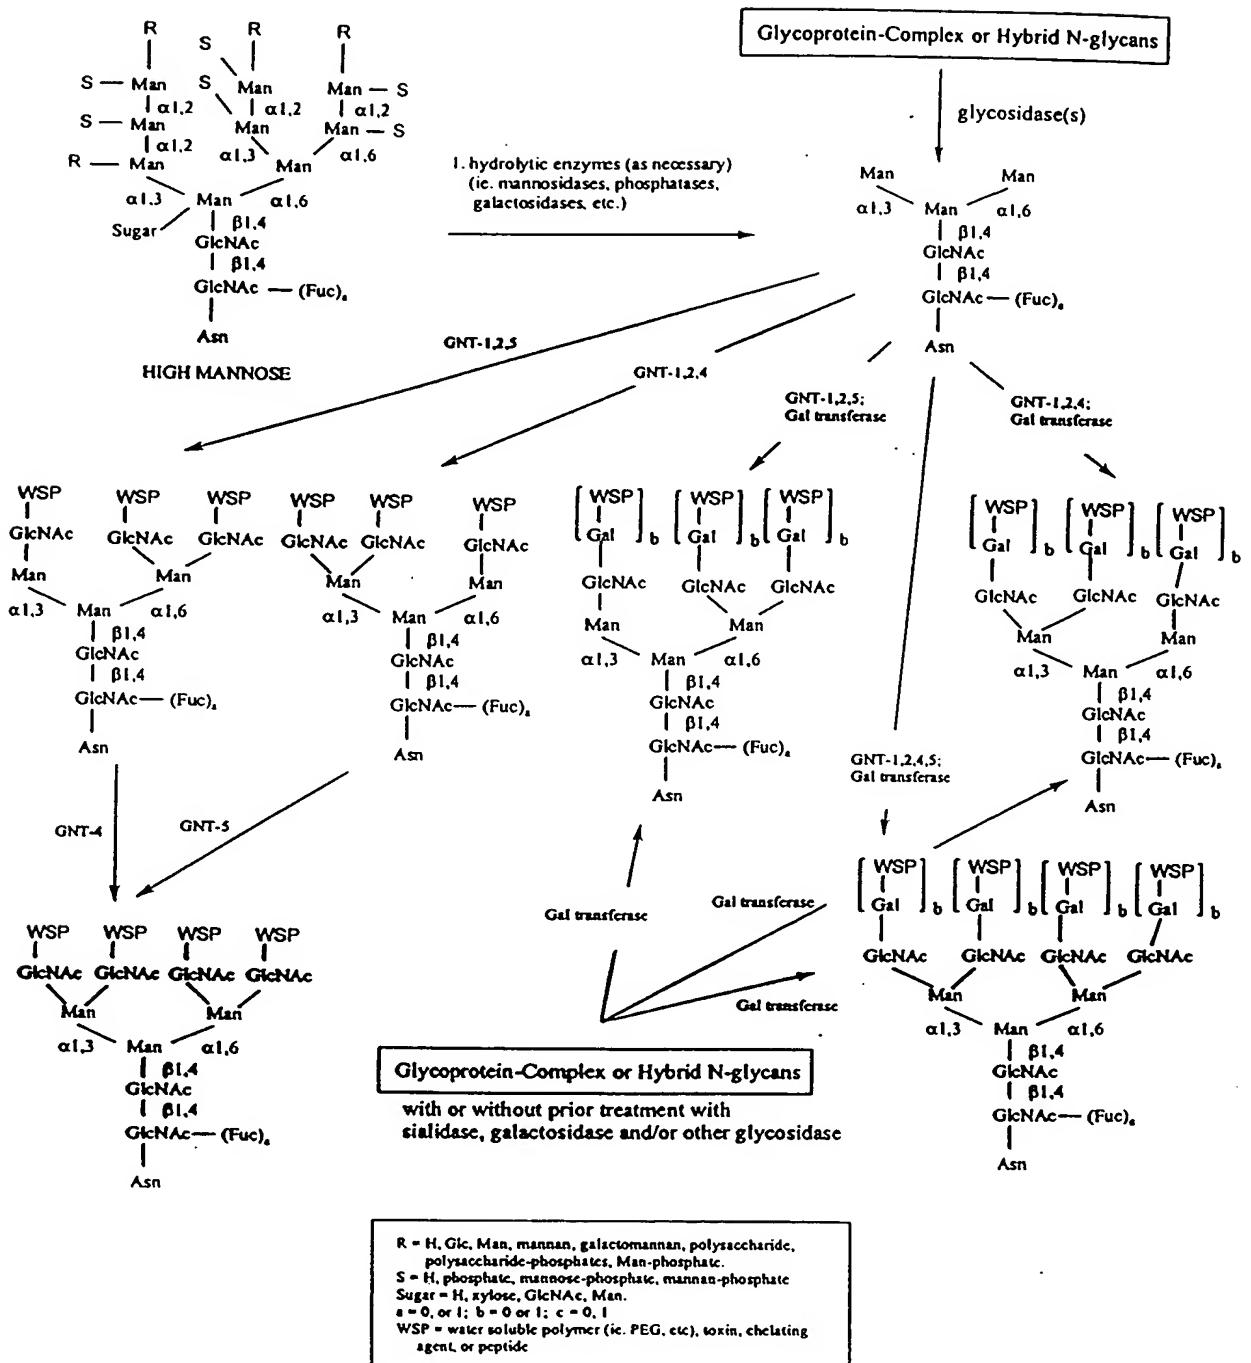 Glycoprotein-Complex or Hybrid N-glycans
glycosidase(s)
R R R
S
S — Man S Man Man — S
α1,2 α1,2 α1,2
S — Man Man Man — S
α1,2 α1,3 α1,6
R — Man Man
α1,3 Man α1,6
Sugar β1,4
GlcNAc
β1,4
GlcNAc — (Fuc)ₐ
Asn
HIGH MANNOSE
1. hydrolytic enzymes (as necessary)
(ie. mannosidases, phosphatases,
galactosidases, etc.)
Man Man
α1,3 Man α1,6
β1,4
GlcNAc
β1,4
GlcNAc — (Fuc)ₐ
Asn
GNT-1,2,5
GNT-1,2,4
GNT-1,2,5;
Gal transferase
GNT-1,2,4;
Gal transferase
WSP WSP WSP
GlcNAc GlcNAc GlcNAc
Man Man
α1,3 Man α1,6
β1,4
GlcNAc
β1,4
GlcNAc — (Fuc)ₐ
Asn
WSP WSP WSP
GlcNAc GlcNAc GlcNAc
Man Man
α1,3 Man α1,6
β1,4
GlcNAc
β1,4
GlcNAc — (Fuc)ₐ
Asn
[WSP [WSP [WSP
Gal]b Gal]b Gal]b
GlcNAc GlcNAc GlcNAc
Man Man
α1,3 Man α1,6
β1,4
GlcNAc
β1,4
GlcNAc — (Fuc)ₐ
Asn
[WSP [WSP [WSP
Gal]b Gal]b Gal]b
GlcNAc GlcNAc GlcNAc
Man Man
α1,3 Man α1,6
β1,4
GlcNAc
β1,4
GlcNAc — (Fuc)ₐ
Asn
GNT-1,2,4,5;
Gal transferase
GNT-4
GNT-5
WSP WSP WSP WSP
GlcNAc GlcNAc GlcNAc GlcNAc
Man Man
α1,3 Man α1,6
β1,4
GlcNAc
β1,4
GlcNAc — (Fuc)ₐ
Asn
Gal transferase
Gal transferase
Gal transferase
[WSP [WSP [WSP [WSP
Gal]b Gal]b Gal]b Gal]b
GlcNAc GlcNAc GlcNAc GlcNAc
Man Man
α1,3 Man α1,6
β1,4
GlcNAc
β1,4
GlcNAc — (Fuc)ₐ
Asn
Glycoprotein-Complex or Hybrid N-glycans
with or without prior treatment with
sialidase, galactosidase and/or other glycosidase
R = H, Glc, Man, mannan, galactomannan, polysaccharide,
polysaccharide-phosphates, Man-phosphate.
S = H, phosphate, mannose-phosphate, mannan-phosphate
Sugar = H, xylose, GlcNAc, Man.
a = 0, or 1; b = 0 or 1; c = 0, 1
WSP = water soluble polymer (ie. PEG, etc), toxin, chelating
agent, or peptide